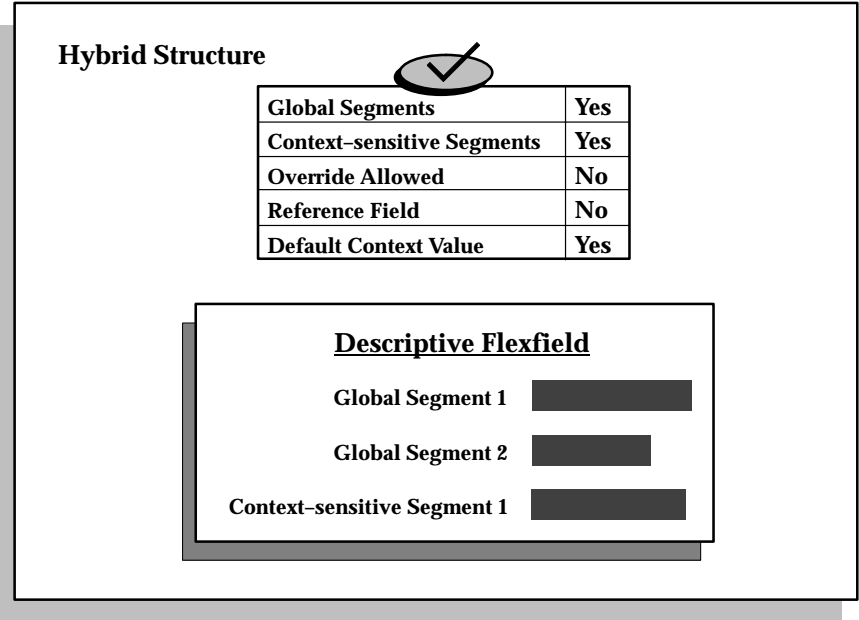 Hybrid Structure
Global Segments Yes
Context–sensitive Segments Yes
Override Allowed No
Reference Field No
Default Context Value Yes
Descriptive Flexfield
Global Segment 1
Global Segment 2
Context–sensitive Segment 1